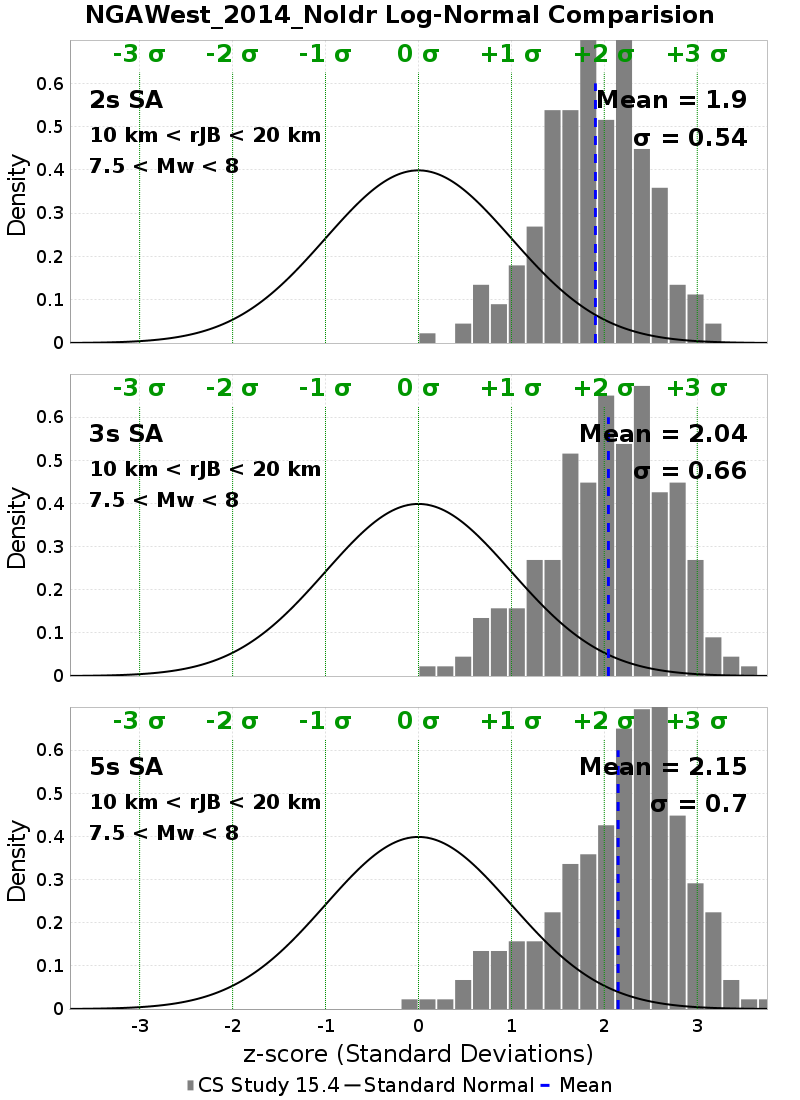 NGAWest_2014_NoIdr Log-Normal Comparision
-3 σ -2 σ -1 σ 0 σ +1 σ +2 σ +3 σ
0.6
2s SA
Mean = 1.9
0.5
10 km < rJB < 20 km
σ = 0.54
7.5 < Mw < 8
0.4
Density
0.3
0.2
0.1
0
-3 σ -2 σ -1 σ 0 σ +1 σ +2 σ +3 σ
0.6
3s SA
Mean = 2.04
0.5
10 km < rJB < 20 km
σ = 0.66
7.5 < Mw < 8
0.4
Density
0.3
0.2
0.1
0
-3 σ -2 σ -1 σ 0 σ +1 σ +2 σ +3 σ
0.6
5s SA
Mean = 2.15
0.5
10 km < rJB < 20 km
σ = 0.7
7.5 < Mw < 8
0.4
Density
0.3
0.2
0.1
0
-3 -2 -1 0 1 2 3
z-score (Standard Deviations)
CS Study 15.4 Standard Normal Mean